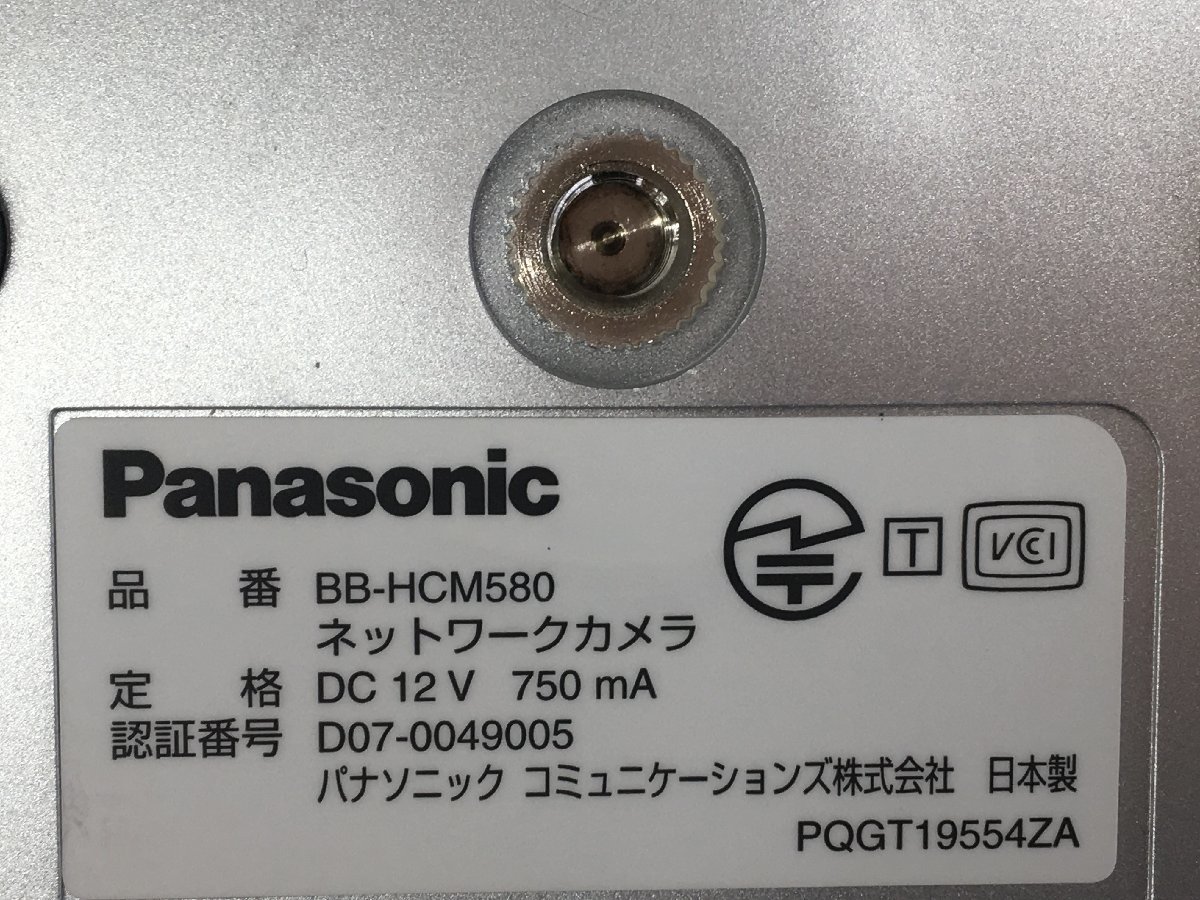 Panasonic
T VCCI
品 番 BB-HCM580
ネットワークカメラ
定 格 DC 12 V 750 mA
認証番号 D07-0049005
パナソニック コミュニケーションズ株式会社 日本製
PQGT19554ZA